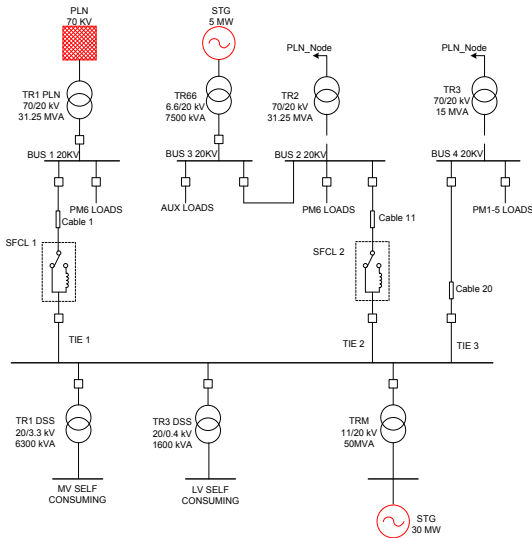 PLN
70 KV
STG
5 MW
PLN_Node
PLN_Node
TR1 PLN
70/20 kV
31.25 MVA
TR66
6.6/20 kV
7500 kVA
TR2
70/20 kV
31.25 MVA
TR3
70/20 kV
15 MVA
BUS 1 20KV
BUS 3 20KV
BUS 2 20KV
BUS 4 20KV
PM6 LOADS
AUX LOADS
PM6 LOADS
PM1-5 LOADS
Cable 1
Cable 11
SFCL 1
SFCL 2
Cable 20
TIE 1
TIE 2
TIE 3
TR1 DSS
20/3.3 kV
6300 kVA
TR3 DSS
20/0.4 kV
1600 kVA
TRM
11/20 kV
50MVA
MV SELF
CONSUMING
LV SELF
CONSUMING
STG
30 MW